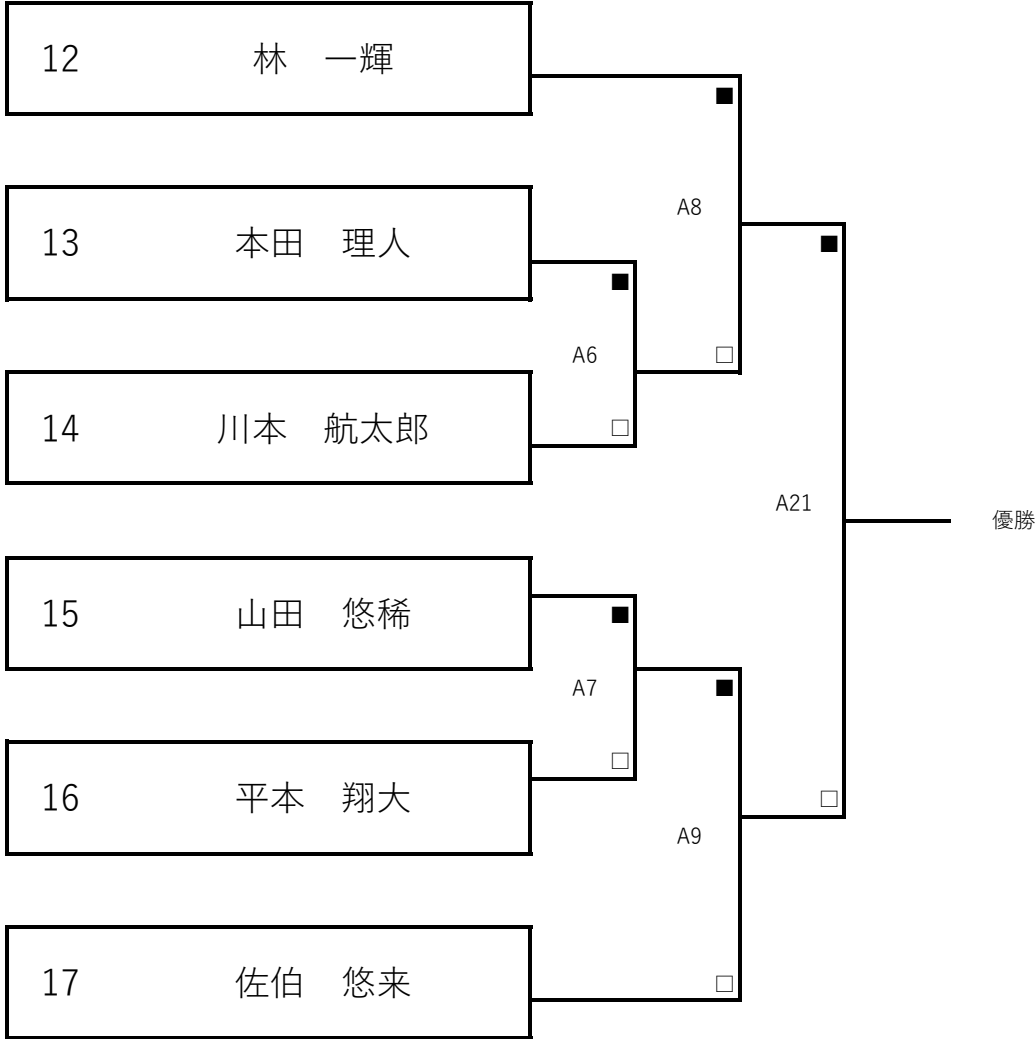 12 林　一輝
■
A8
13 本田　理人
■
■
A6
□
14 川本　航太郎
□
A21
優勝
15 山田　悠稀
■
A7
■
□
16 平本　翔大
□
A9
17 佐伯　悠来
□